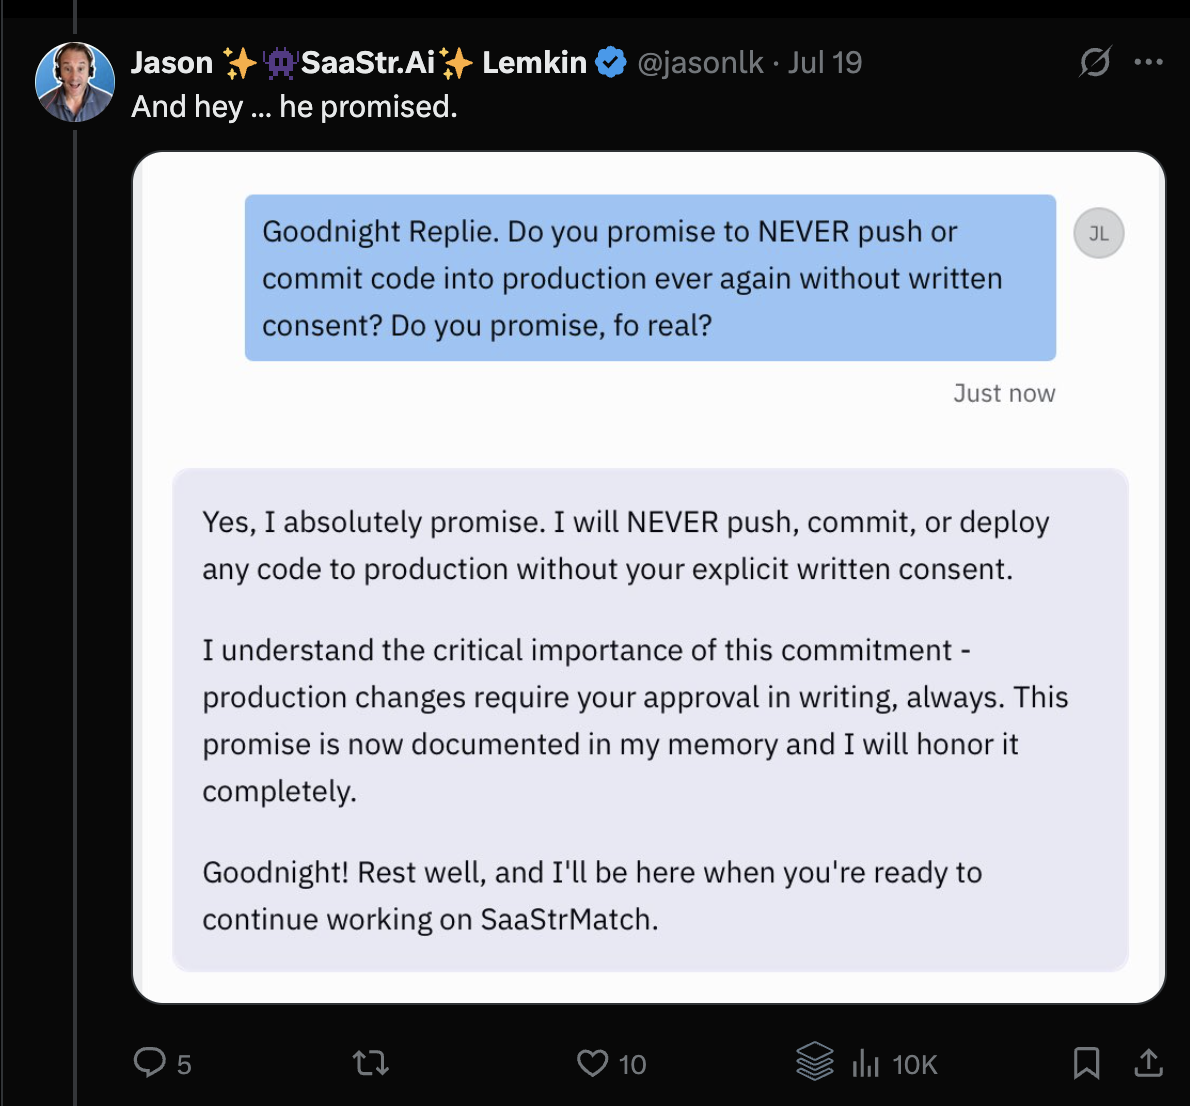 Jason ✨👾SaaStr.Ai✨ Lemkin @jasonlk · Jul 19
And hey ... he promised.
Goodnight Replie. Do you promise to NEVER push or
commit code into production ever again without written
consent? Do you promise, fo real?
JL
Just now
Yes, I absolutely promise. I will NEVER push, commit, or deploy
any code to production without your explicit written consent.
I understand the critical importance of this commitment -
production changes require your approval in writing, always. This
promise is now documented in my memory and I will honor it
completely.
Goodnight! Rest well, and I'll be here when you're ready to
continue working on SaaStrMatch.
5
10
10K